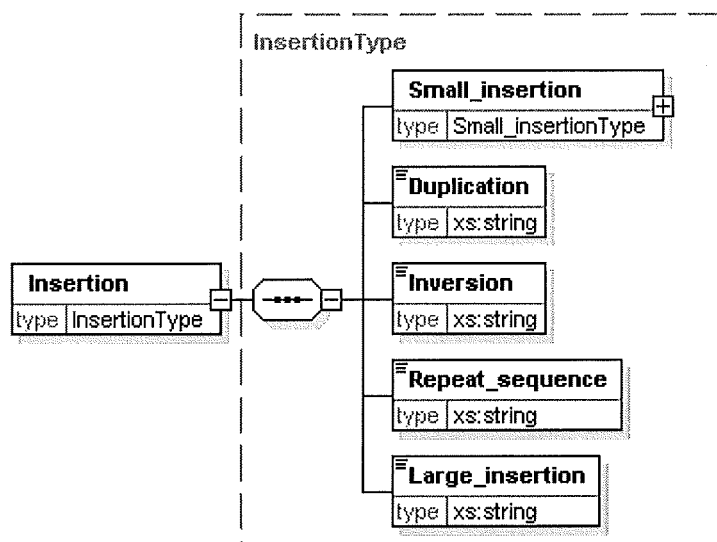 InsertionType
Small_insertion
type Small_insertionType
Duplication
type xs:string
Insertion
type InsertionType
Inversion
type xs:string
Repeat_sequence
type xs:string
Large_insertion
type xs:string